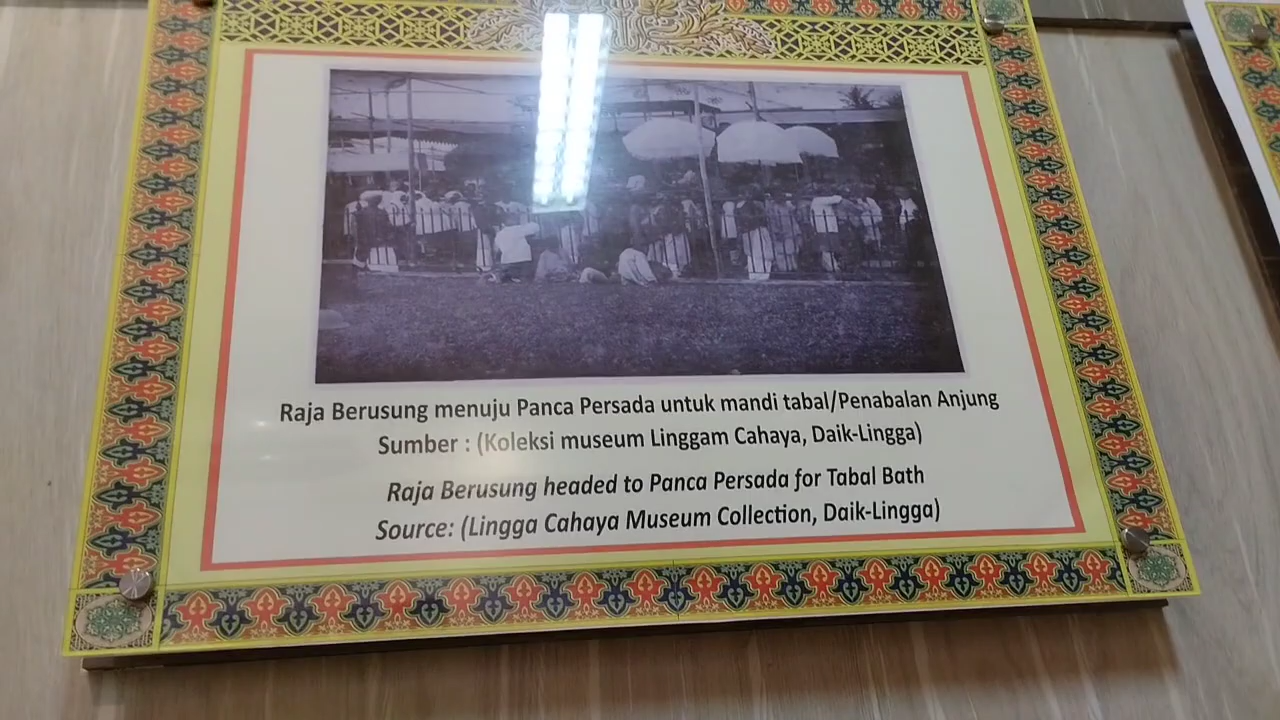 Raja Berusung menuju Panca Persada untuk mandi tabal/Penabalan Anjung
Sumber : (Koleksi museum Linggam Cahaya, Daik-Lingga)
Raja Berusung headed to Panca Persada for Tabal Bath
Source: (Lingga Cahaya Museum Collection, Daik-Lingga)